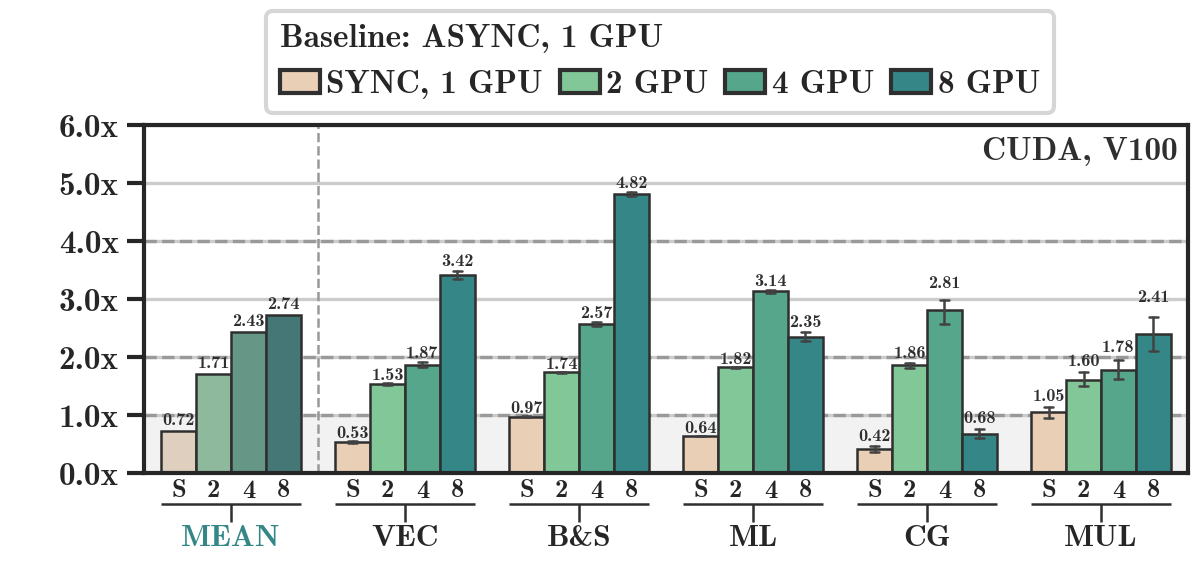 Baseline: ASYNC, 1 GPU
SYNC, 1 GPU 2 GPU 4 GPU 8 GPU
CUDA, V100
6.0x
5.0x
4.0x
3.0x
2.0x
1.0x
0.0x
0.72 1.71 2.43 2.74
0.53 1.53 1.87 3.42
0.97 1.74 2.57 4.82
0.64 1.82 3.14 2.35
0.42 1.86 2.81 0.68
1.05 1.60 1.78 2.41
S 2 4 8 S 2 4 8 S 2 4 8 S 2 4 8 S 2 4 8 S 2 4 8
MEAN VEC B&S ML CG MUL